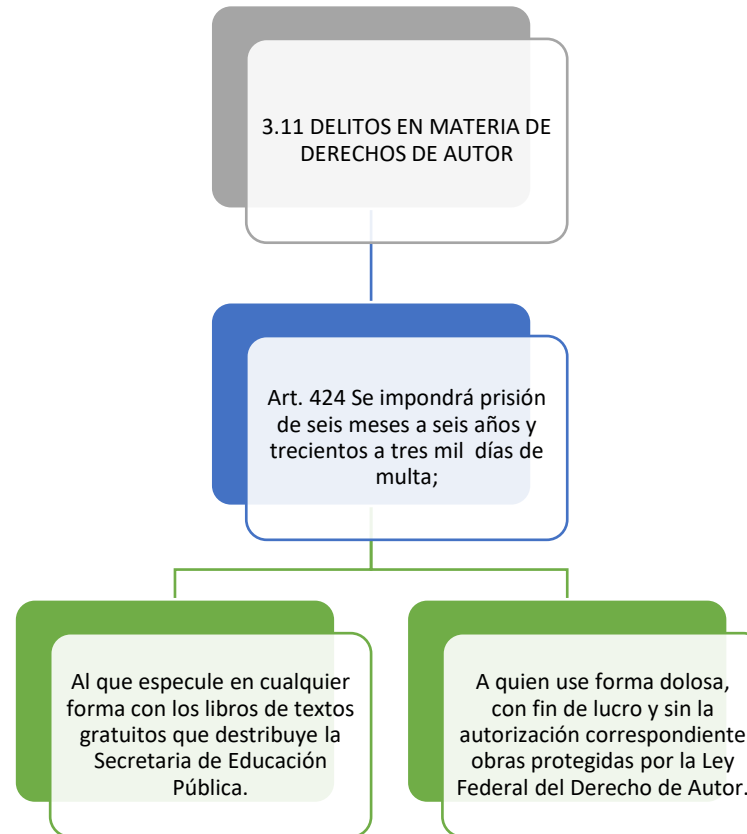 3.11 DELITOS EN MATERIA DE
DERECHOS DE AUTOR
Art. 424 Se impondrá prisión
de seis meses a seis años y
trecientos a tres mil  días de
multa;
Al que especule en cualquier
forma con los libros de textos
gratuitos que destribuye la
Secretaria de Educación
Pública.
A quien use forma dolosa,
con fin de lucro y sin la
autorización correspondiente
obras protegidas por la Ley
Federal del Derecho de Autor.